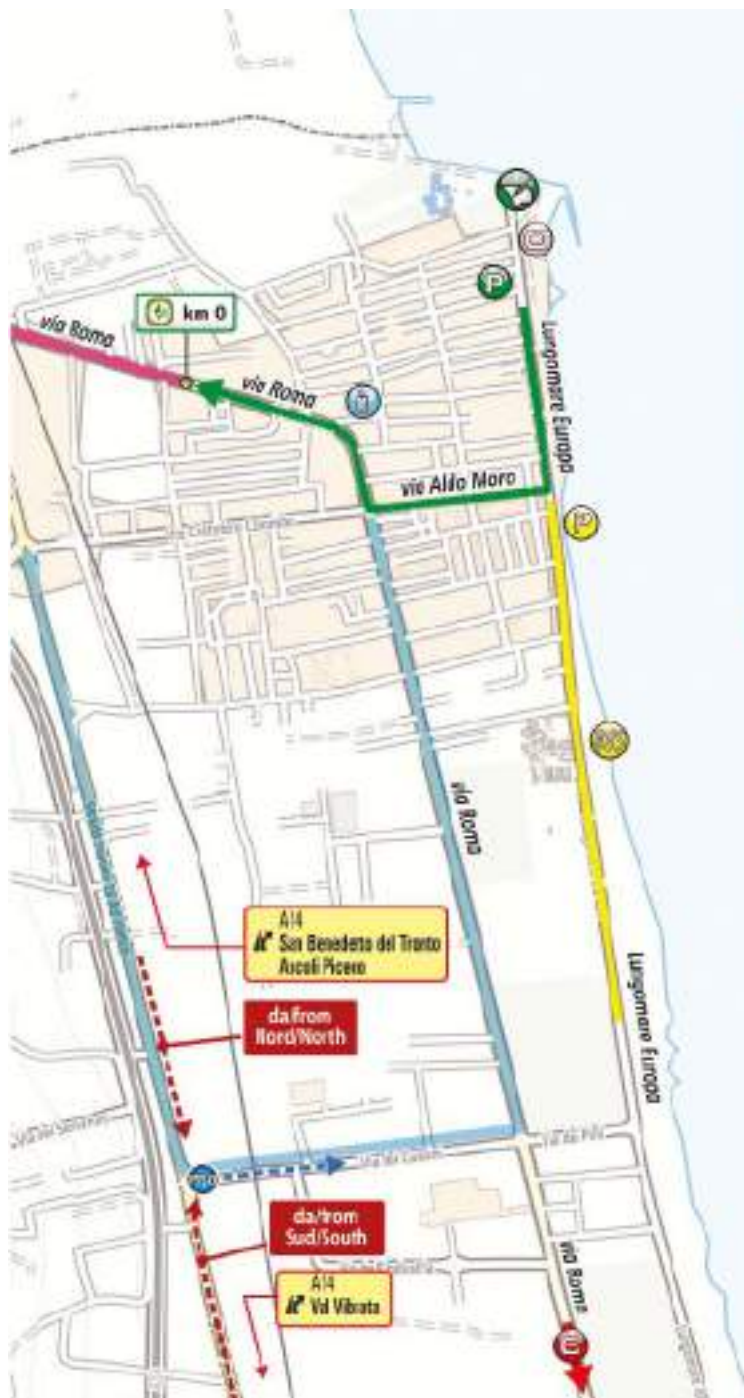 P
km 0
via Roma
via Roma
Lungomare Europa
via Aldo Moro
P
via Roma
A14
San Benedeto del Tronto
Ascoli Piceno
da/from
Nord/North
Lungomare Europa
da/from
Sud/South
A14
Val Vibrata
via Roma